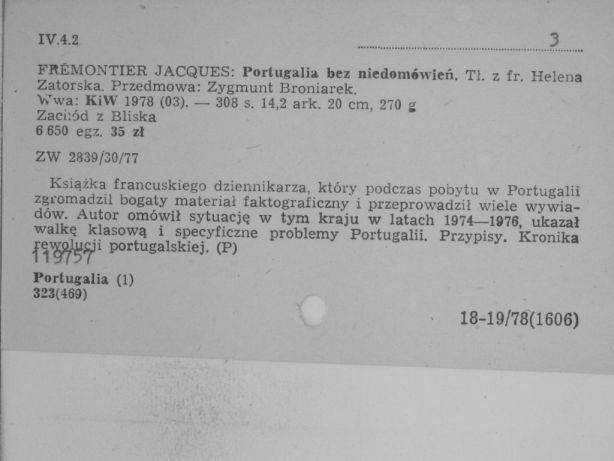 IV.4.2
3
FRÉMONTIER JACQUES: Portugalia bez niedomówień. Tł. z fr. Helena
Zatorska. Przedmowa: Zygmunt Broniarek.
Wwa: KiW 1978 (03). — 308 s. 14,2 ark. 20 cm, 270 g
Zachód z Bliska
6 650 egz. 35 zł
ZW 2839/30/77
Książka francuskiego dziennikarza, który podczas pobytu w Portugalii
zgromadził bogaty materiał faktograficzny i przeprowadził wiele wywia-
dów. Autor omówił sytuację w tym kraju w latach 1974—1976, ukazał
walkę klasową i specyficzne problemy Portugalii. Przypisy. Kronika
rewolucji portugalskiej. (P)
119757
Portugalia (1)
323(469)
18-19/78(1606)